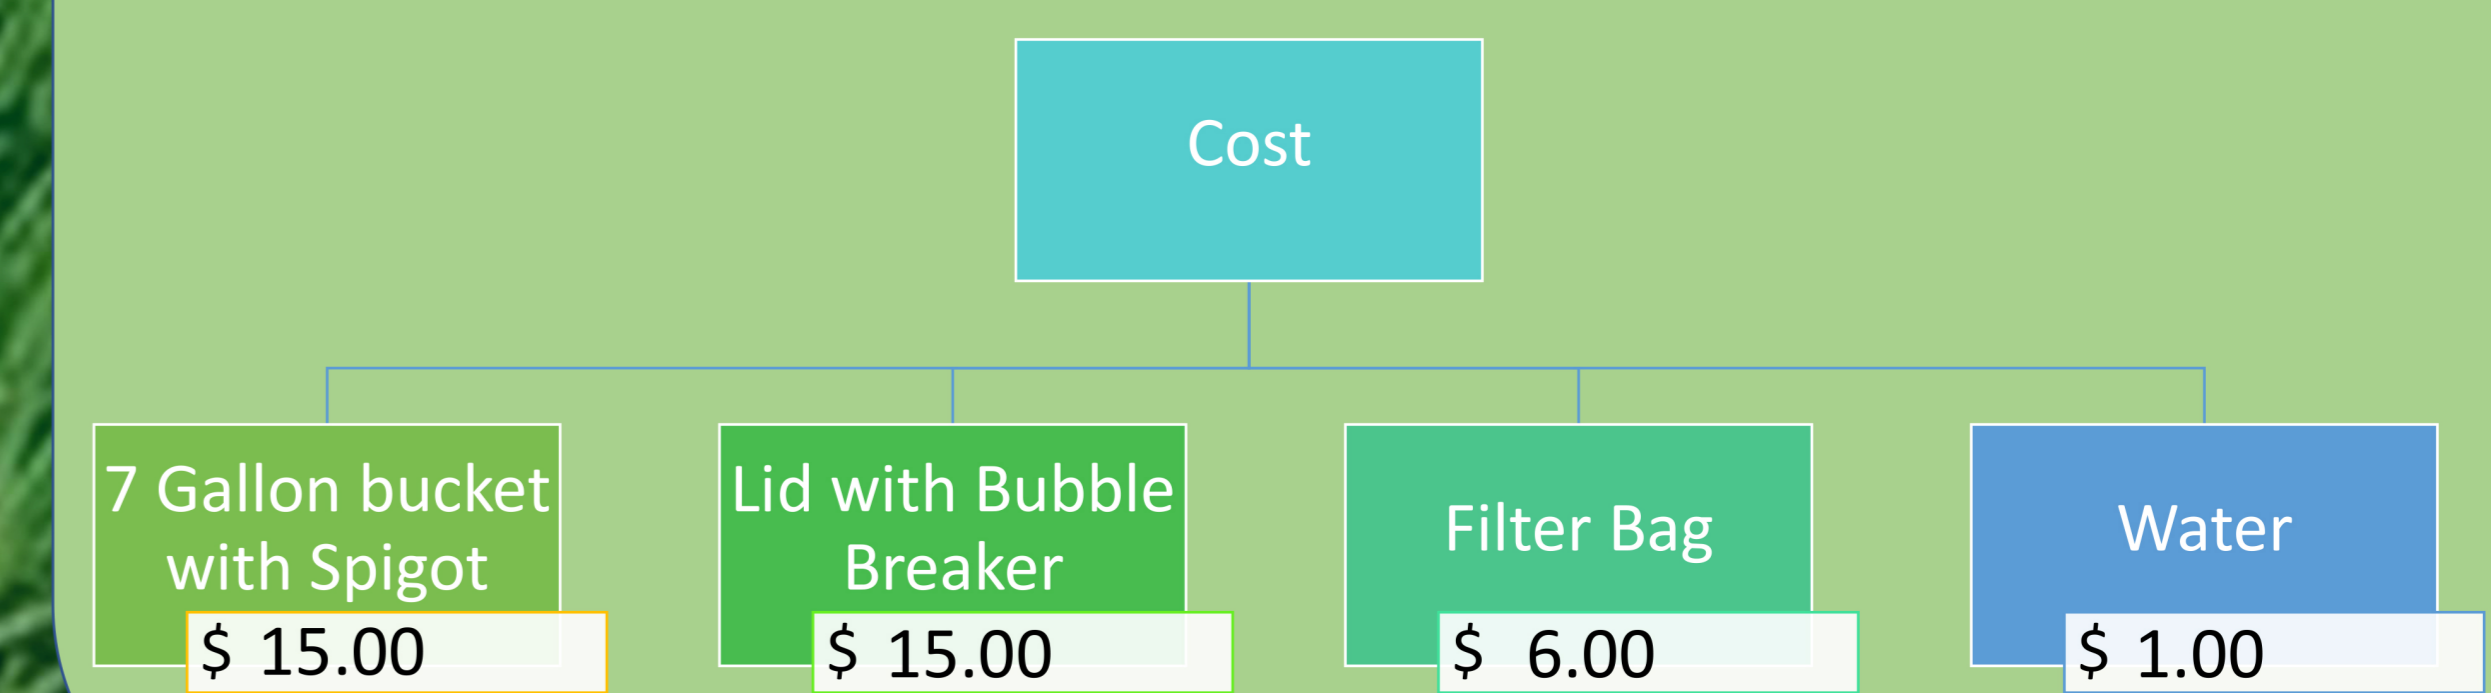 Cost
7 Gallon bucket
with Spigot
$ 15.00
Lid with Bubble
Breaker
$ 15.00
Filter Bag
$ 6.00
Water
$ 1.00